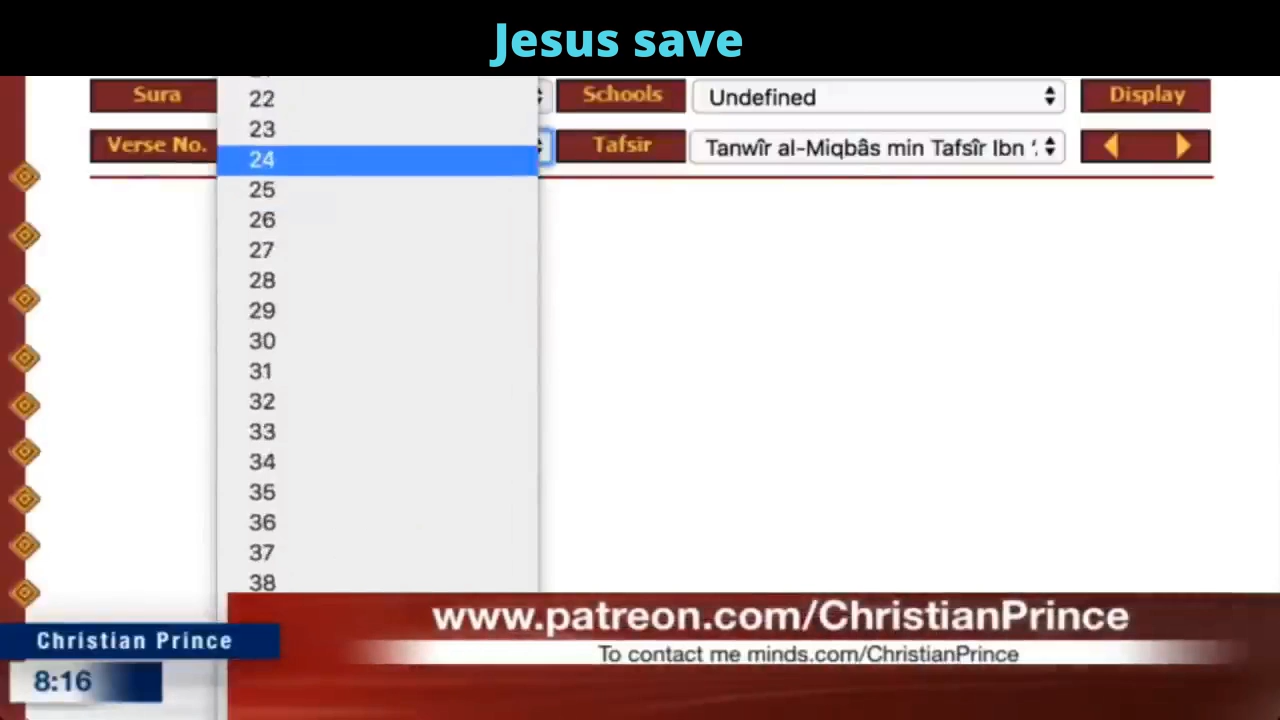 Jesus save
Sura
Schools
Undefined
Display
Verse No.
Tafsir
Tanwîr al-Miqbâs min Tafsîr Ibn ‘.
22
23
24
25
26
27
28
29
30
31
32
33
34
35
36
37
38
www.patreon.com/ChristianPrince
Christian Prince
To contact me minds.com/ChristianPrince
8:16